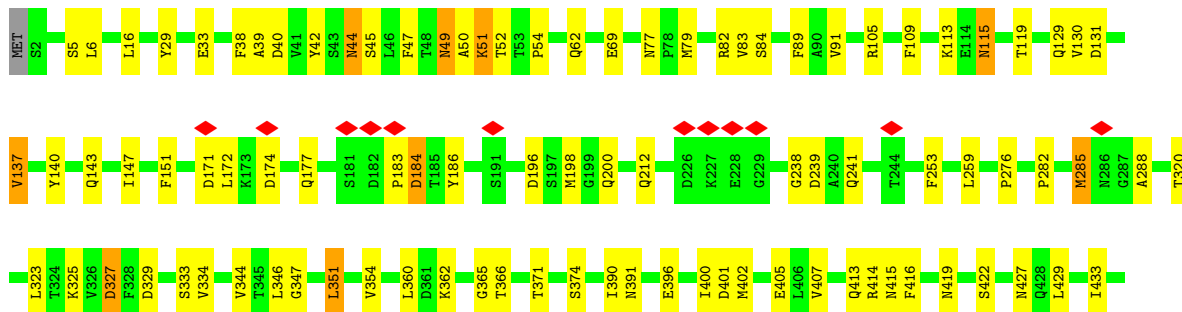 MET S2 S5 L6 L16 Y29 E33 F38 A39 D40 V41 Y42 S43 N44 S45 L46 F47 T48 N49 A50 K51 T52 T53 P54 Q62 E69 N77 P78 M79 R82 V83 S84 F89 A90 V91 R105 F109 K113 E114 N115 T119 Q129 V130 D131
V137 Y140 Q143 I147 F151 D171 L172 K173 D174 Q177 S181 D182 P183 D184 T185 Y186 S191 D196 S197 M198 G199 Q200 Q212 D226 K227 E228 G229 G238 D239 A240 Q241 T244 F253 L259 P276 P282 M285 N286 G287 A288 T320
L323 T324 K325 V326 D327 F328 D329 S333 V334 V344 T345 L346 G347 L351 V354 L360 D361 K362 G365 T366 T371 S374 I390 N391 E396 I400 D401 M402 E405 L406 V407 Q413 R414 N415 F416 N419 S422 N427 Q428 L429 I433